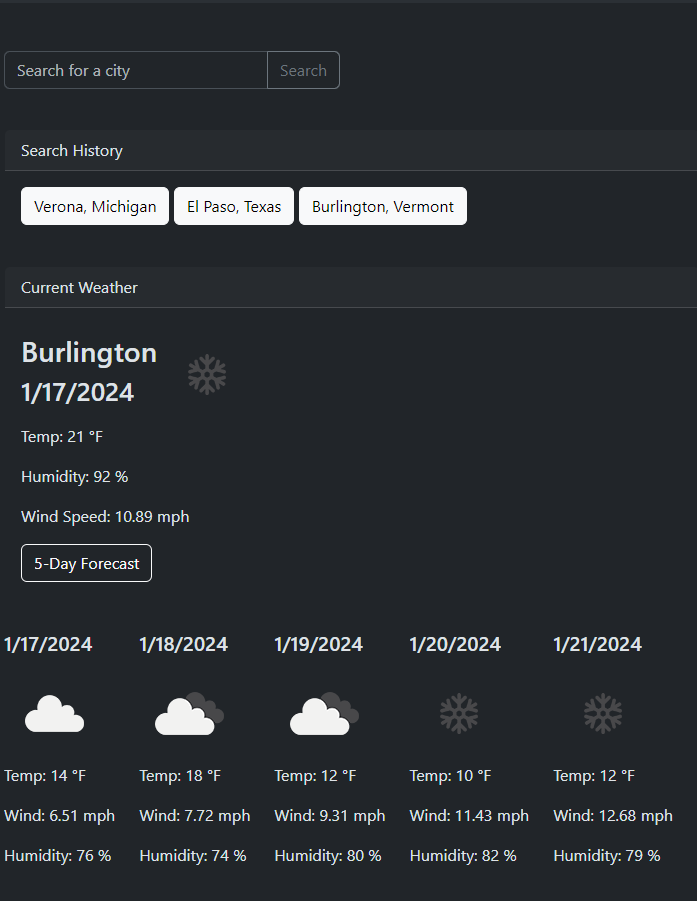 Search for a city Search
Search History
Verona, Michigan El Paso, Texas Burlington, Vermont
Current Weather
Burlington
1/17/2024
Temp: 21 °F
Humidity: 92 %
Wind Speed: 10.89 mph
5-Day Forecast
1/17/2024 1/18/2024 1/19/2024 1/20/2024 1/21/2024
Temp: 14 °F Temp: 18 °F Temp: 12 °F Temp: 10 °F Temp: 12 °F
Wind: 6.51 mph Wind: 7.72 mph Wind: 9.31 mph Wind: 11.43 mph Wind: 12.68 mph
Humidity: 76 % Humidity: 74 % Humidity: 80 % Humidity: 82 % Humidity: 79 %